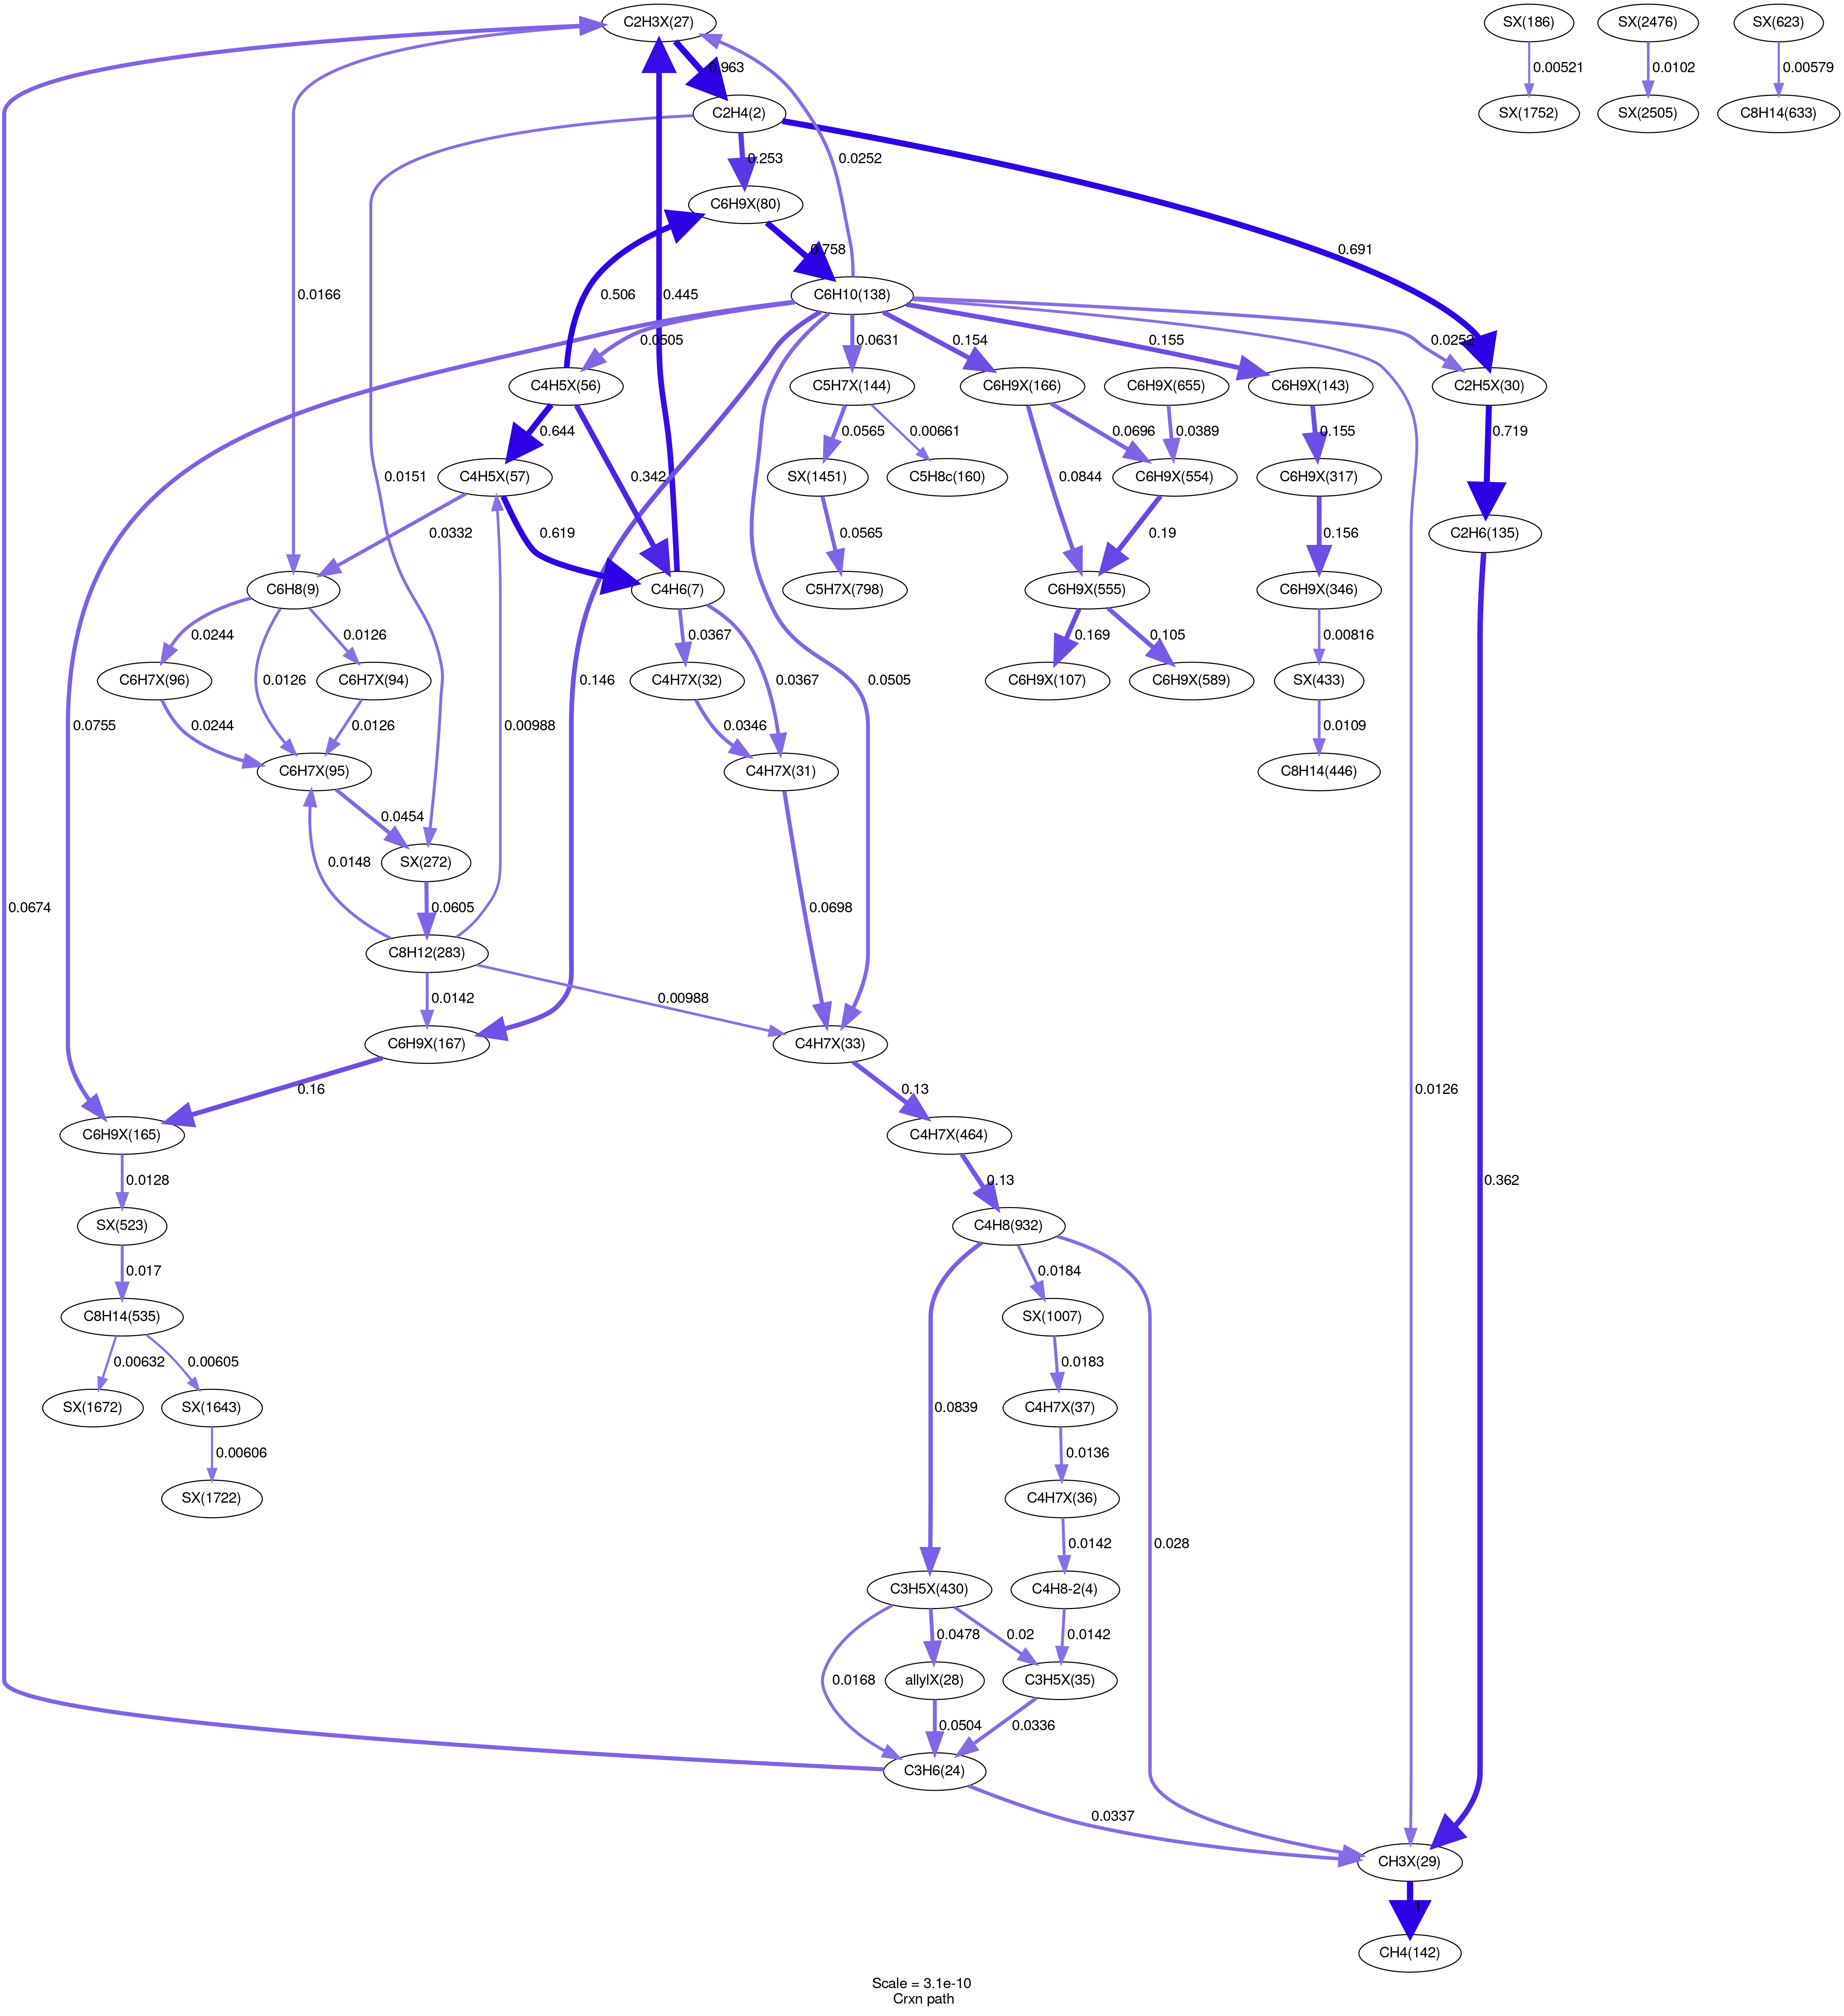 C2H3X(27)
SX(186)
SX(2476)
SX(623)
0.963
0.00521
0.0102
0.00579
C2H4(2)
SX(1752)
SX(2505)
C8H14(633)
0.253
0.0252
C6H9X(80)
0.758
0.691
0.0166
0.506
0.445
C6H10(138)
0.0505
0.0631
0.154
0.155
0.0252
C4H5X(56)
C5H7X(144)
C6H9X(166)
C6H9X(655)
C6H9X(143)
C2H5X(30)
0.644
0.0565
0.00661
0.0696
0.0389
0.155
0.719
C4H5X(57)
0.0151
0.342
SX(1451)
C5H8c(160)
0.0844
C6H9X(554)
C6H9X(317)
0.0332
0.619
0.0565
0.19
0.156
C2H6(135)
C6H8(9)
C4H6(7)
C5H7X(798)
C6H9X(555)
C6H9X(346)
0.0244
0.0126
0.0367
0.169
0.105
0.00816
C6H7X(96)
0.0126
C6H7X(94)
0.146
C4H7X(32)
0.0367
0.0505
C6H9X(107)
C6H9X(589)
SX(433)
0.0755
0.0244
0.0126
0.00988
0.0346
0.0109
C6H7X(95)
C4H7X(31)
C8H14(446)
0.0454
0.0148
SX(272)
0.0605
0.0698
0.0674
C8H12(283)
0.0142
0.00988
0.0126
C6H9X(167)
C4H7X(33)
0.16
0.13
C6H9X(165)
C4H7X(464)
0.0128
0.13
0.362
SX(523)
C4H8(932)
0.017
0.0184
C8H14(535)
SX(1007)
0.00632
0.00605
0.0183
SX(1672)
SX(1643)
0.0839
C4H7X(37)
0.00606
0.0136
SX(1722)
C4H7X(36)
0.0142
0.028
C3H5X(430)
C4H8-2(4)
0.0478
0.02
0.0142
0.0168
allylX(28)
C3H5X(35)
0.0504
0.0336
C3H6(24)
0.0337
CH3X(29)
1
CH4(142)
Scale = 3.1e-10
Crxn path